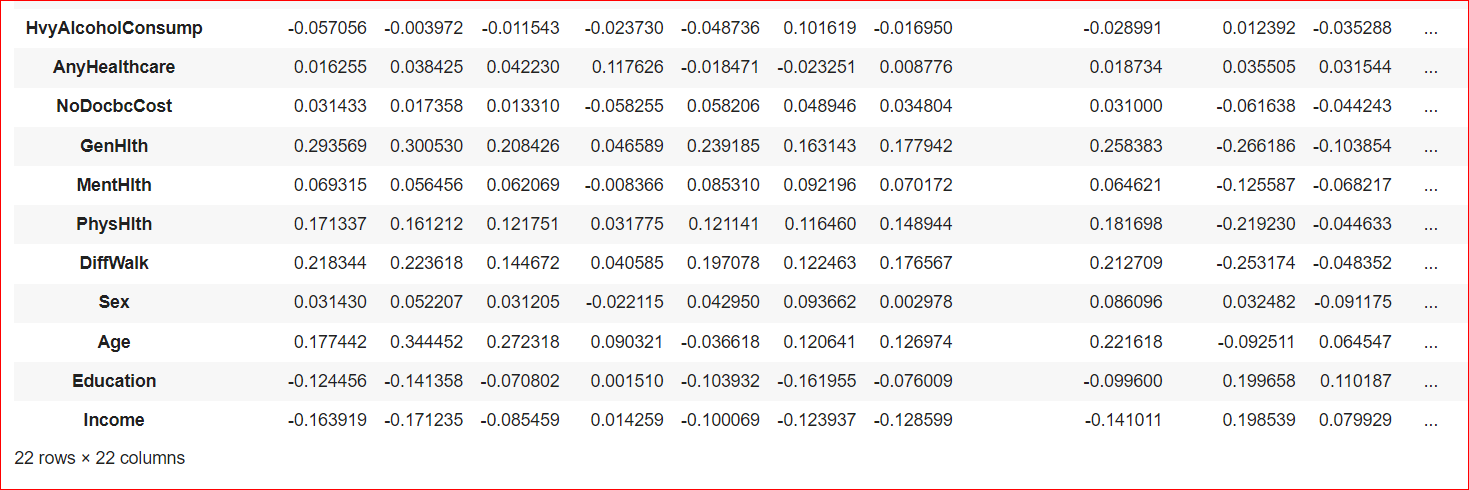 HvyAlcoholConsump -0.057056 -0.003972 -0.011543 -0.023730 -0.048736 0.101619 -0.016950 -0.028991 0.012392 -0.035288 ...
AnyHealthcare 0.016255 0.038425 0.042230 0.117626 -0.018471 -0.023251 0.008776 0.018734 0.035505 0.031544 ...
NoDocbcCost 0.031433 0.017358 0.013310 -0.058255 0.058206 0.048946 0.034804 0.031000 -0.061638 -0.044243 ...
GenHlth 0.293569 0.300530 0.208426 0.046589 0.239185 0.163143 0.177942 0.258383 -0.266186 -0.103854 ...
MentHlth 0.069315 0.056456 0.062069 -0.008366 0.085310 0.092196 0.070172 0.064621 -0.125587 -0.068217 ...
PhysHlth 0.171337 0.161212 0.121751 0.031775 0.121141 0.116460 0.148944 0.181698 -0.219230 -0.044633 ...
DiffWalk 0.218344 0.223618 0.144672 0.040585 0.197078 0.122463 0.176567 0.212709 -0.253174 -0.048352 ...
Sex 0.031430 0.052207 0.031205 -0.022115 0.042950 0.093662 0.002978 0.086096 0.032482 -0.091175 ...
Age 0.177442 0.344452 0.272318 0.090321 -0.036618 0.120641 0.126974 0.221618 -0.092511 0.064547 ...
Education -0.124456 -0.141358 -0.070802 0.001510 -0.103932 -0.161955 -0.076009 -0.099600 0.199658 0.110187 ...
Income -0.163919 -0.171235 -0.085459 0.014259 -0.100069 -0.123937 -0.128599 -0.141011 0.198539 0.079929 ...
22 rows × 22 columns